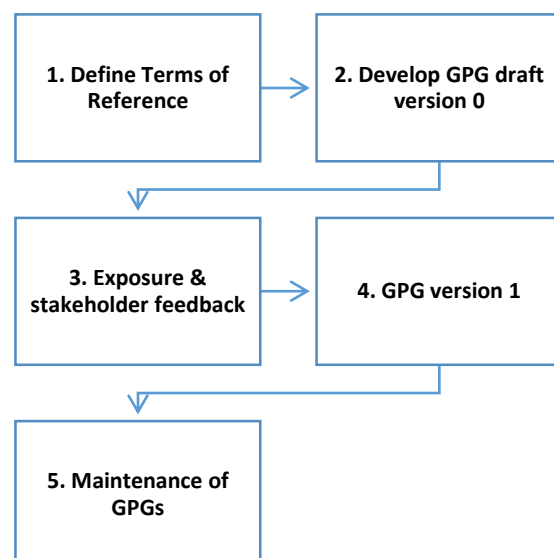 1. Define Terms of
Reference
2. Develop GPG draft
version 0
3. Exposure &
stakeholder feedback
4. GPG version 1
5. Maintenance of
GPGs